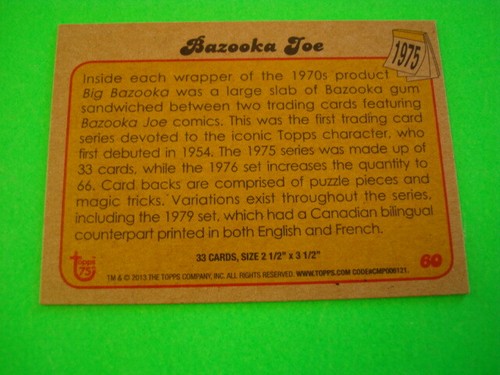 Bazooka Joe
1975
Inside each wrapper of the 1970s product
Big Bazooka was a large slab of Bazooka gum
sandwiched between two trading cards featuring
Bazooka Joe comics. This was the first trading card
series devoted to the iconic Topps character, who
first debuted in 1954. The 1975 series was made up of
33 cards, while the 1976 set increases the quantity to
66. Card backs are comprised of puzzle pieces and
magic tricks. Variations exist throughout the series,
including the 1979 set, which had a Canadian bilingual
counterpart printed in both English and French.
33 CARDS, SIZE 2 1/2" x 3 1/2"
topps
75
TM & © 2013 THE TOPPS COMPANY, INC. ALL RIGHTS RESERVED. WWW.TOPPS.COM CODE#CMP008121.
60